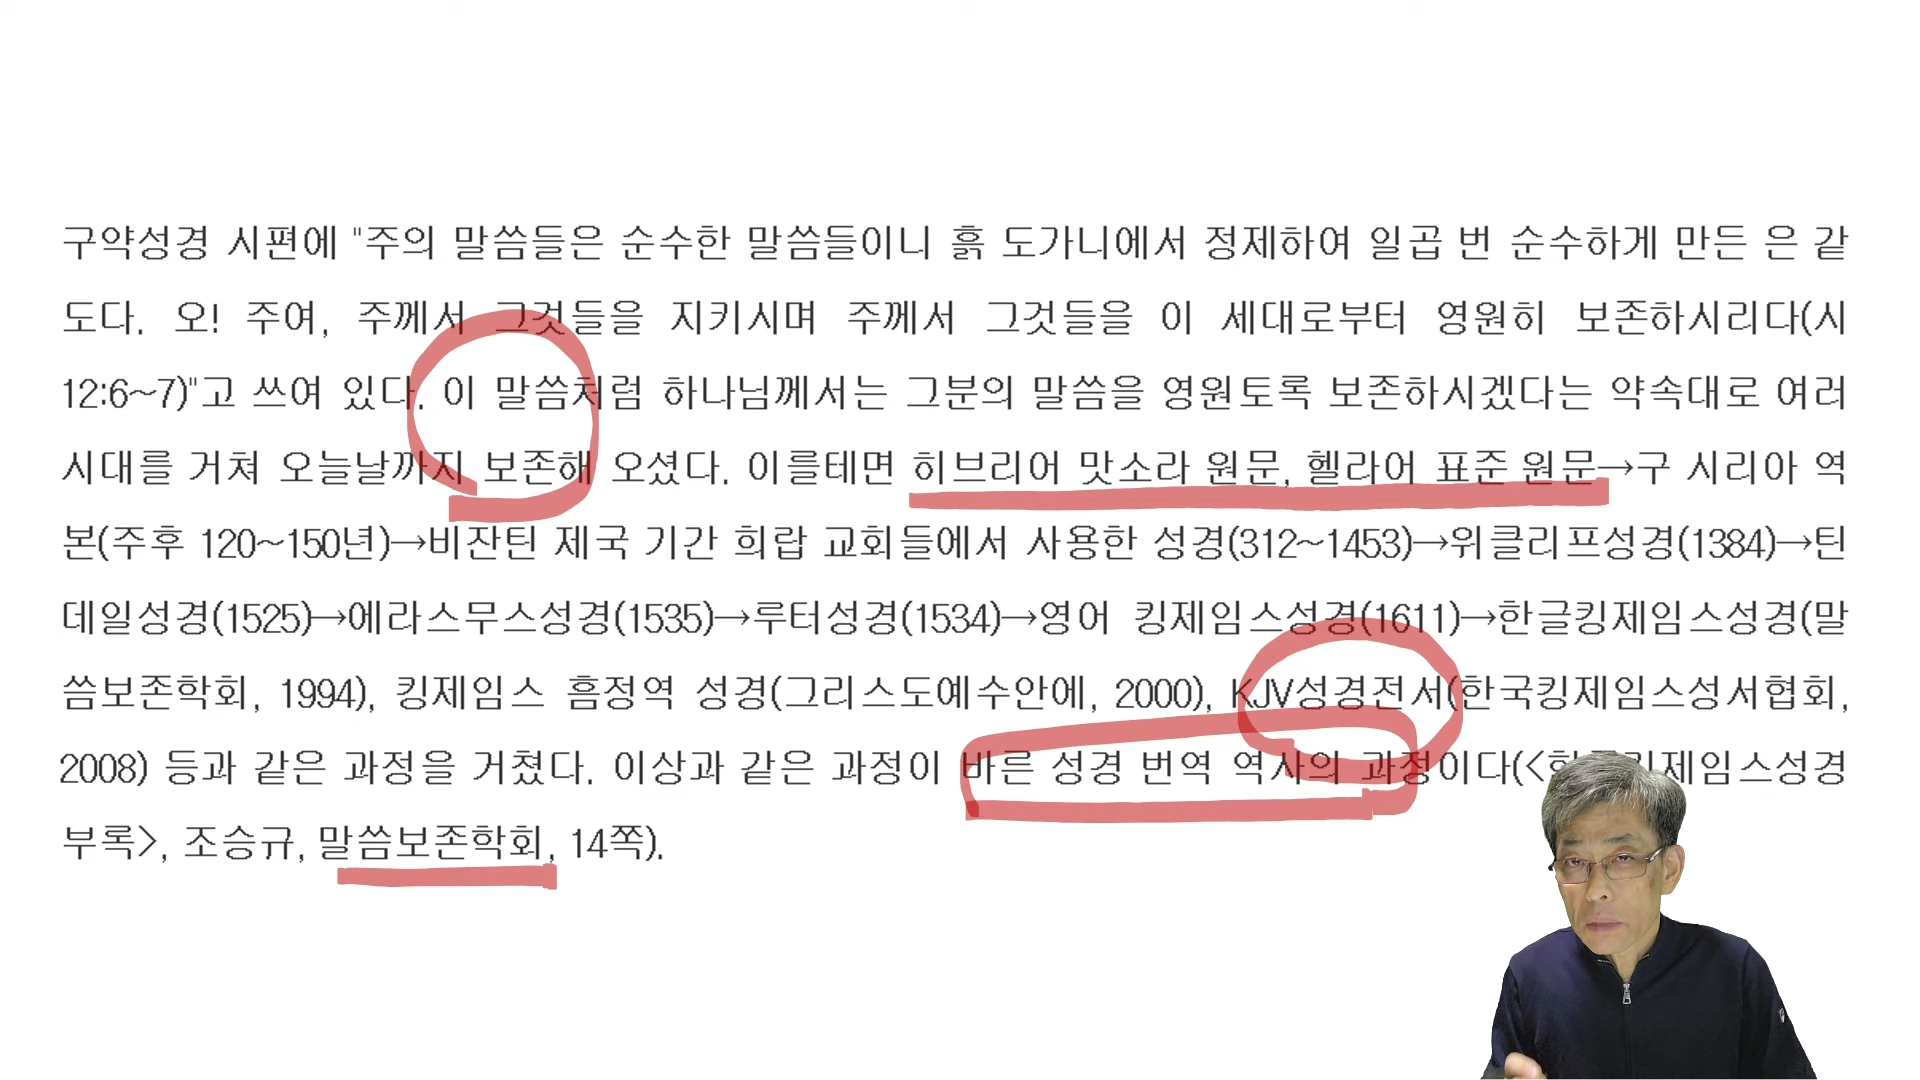 구약성경 시편에 "주의 말씀들은 순수한 말씀들이니 흙 도가니에서 정제하여 일곱 번 순수하게 만든 은 같
도다. 오! 주여, 주께서 그것들을 지키시며 주께서 그것들을 이 세대로부터 영원히 보존하시리다(시
12:6~7)"고 쓰여 있다. 이 말씀처럼 하나님께서는 그분의 말씀을 영원토록 보존하시겠다는 약속대로 여러
시대를 거쳐 오늘날까지 보존해 오셨다. 이를테면 히브리어 맛소라 원문, 헬라어 표준 원문→구 시리아 역
본(주후 120~150년)→비잔틴 제국 기간 희랍 교회들에서 사용한 성경(312~1453)→위클리프성경(1384)→틴
데일성경(1525)→에라스무스성경(1535)→루터성경(1534)→영어 킹제임스성경(1611)→한글킹제임스성경(말
씀보존학회, 1994), 킹제임스 흠정역 성경(그리스도예수안에, 2000), KJV성경전서(한국킹제임스성서협회,
2008) 등과 같은 과정을 거쳤다. 이상과 같은 과정이 바른 성경 번역 역사의 과정이다(<한글킹제임스성경
부록>, 조승규, 말씀보존학회, 14쪽).